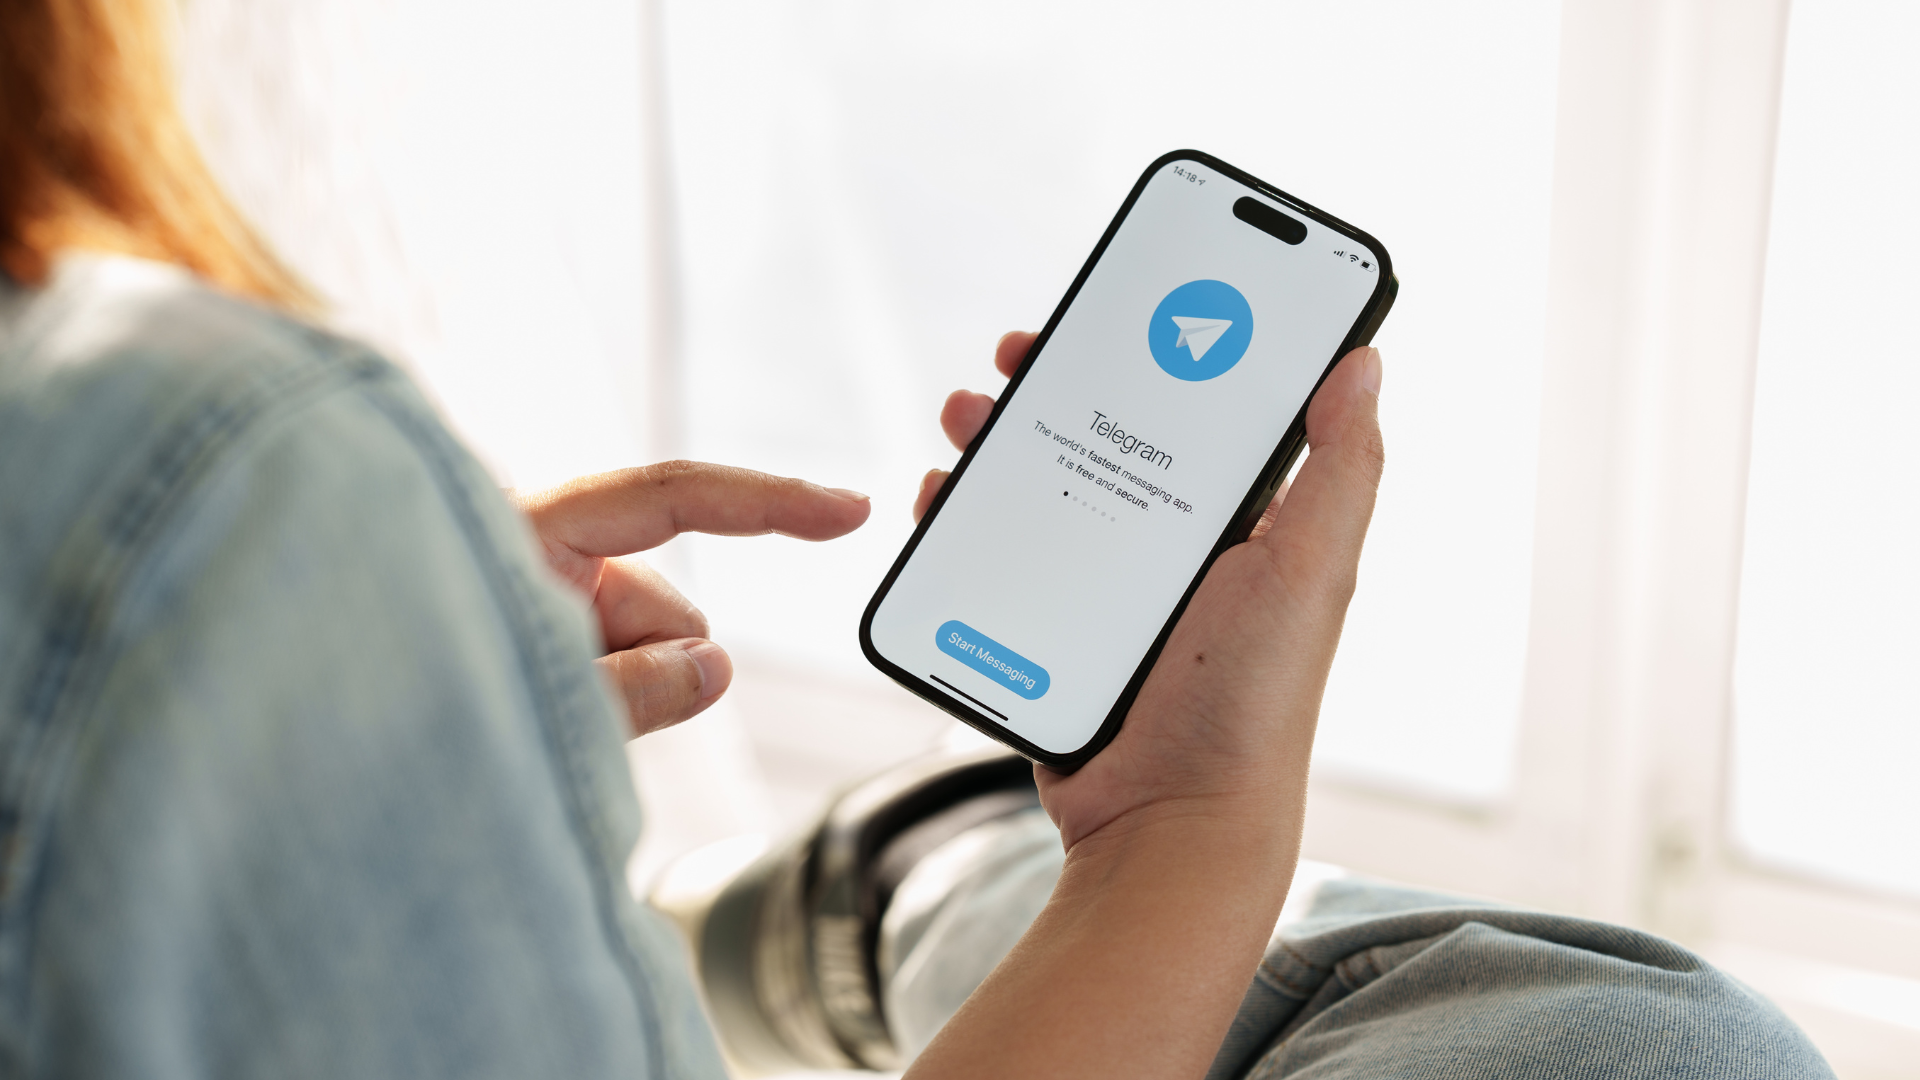 14:18
Telegram
The world's fastest messaging app.
It is free and secure.
Start Messaging